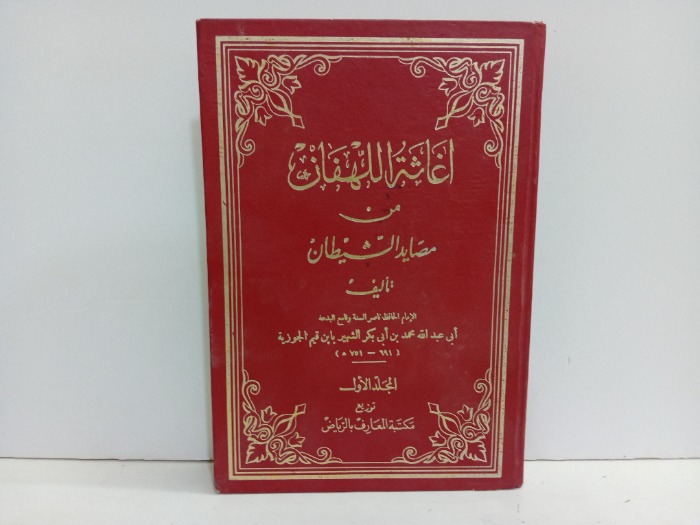 اغاثة اللهفان
من
مصايد الشيطان
تأليف
الإمام الحافظ ناصر السنة وقامع البدعة
أبي عبد الله محمد بن أبي بكر الشهير بابن قيم الجوزية
( ٦٩١ — ٧٥١ ه )
المجلد الأول
توزيع
مكتبة المعارف بالرياض